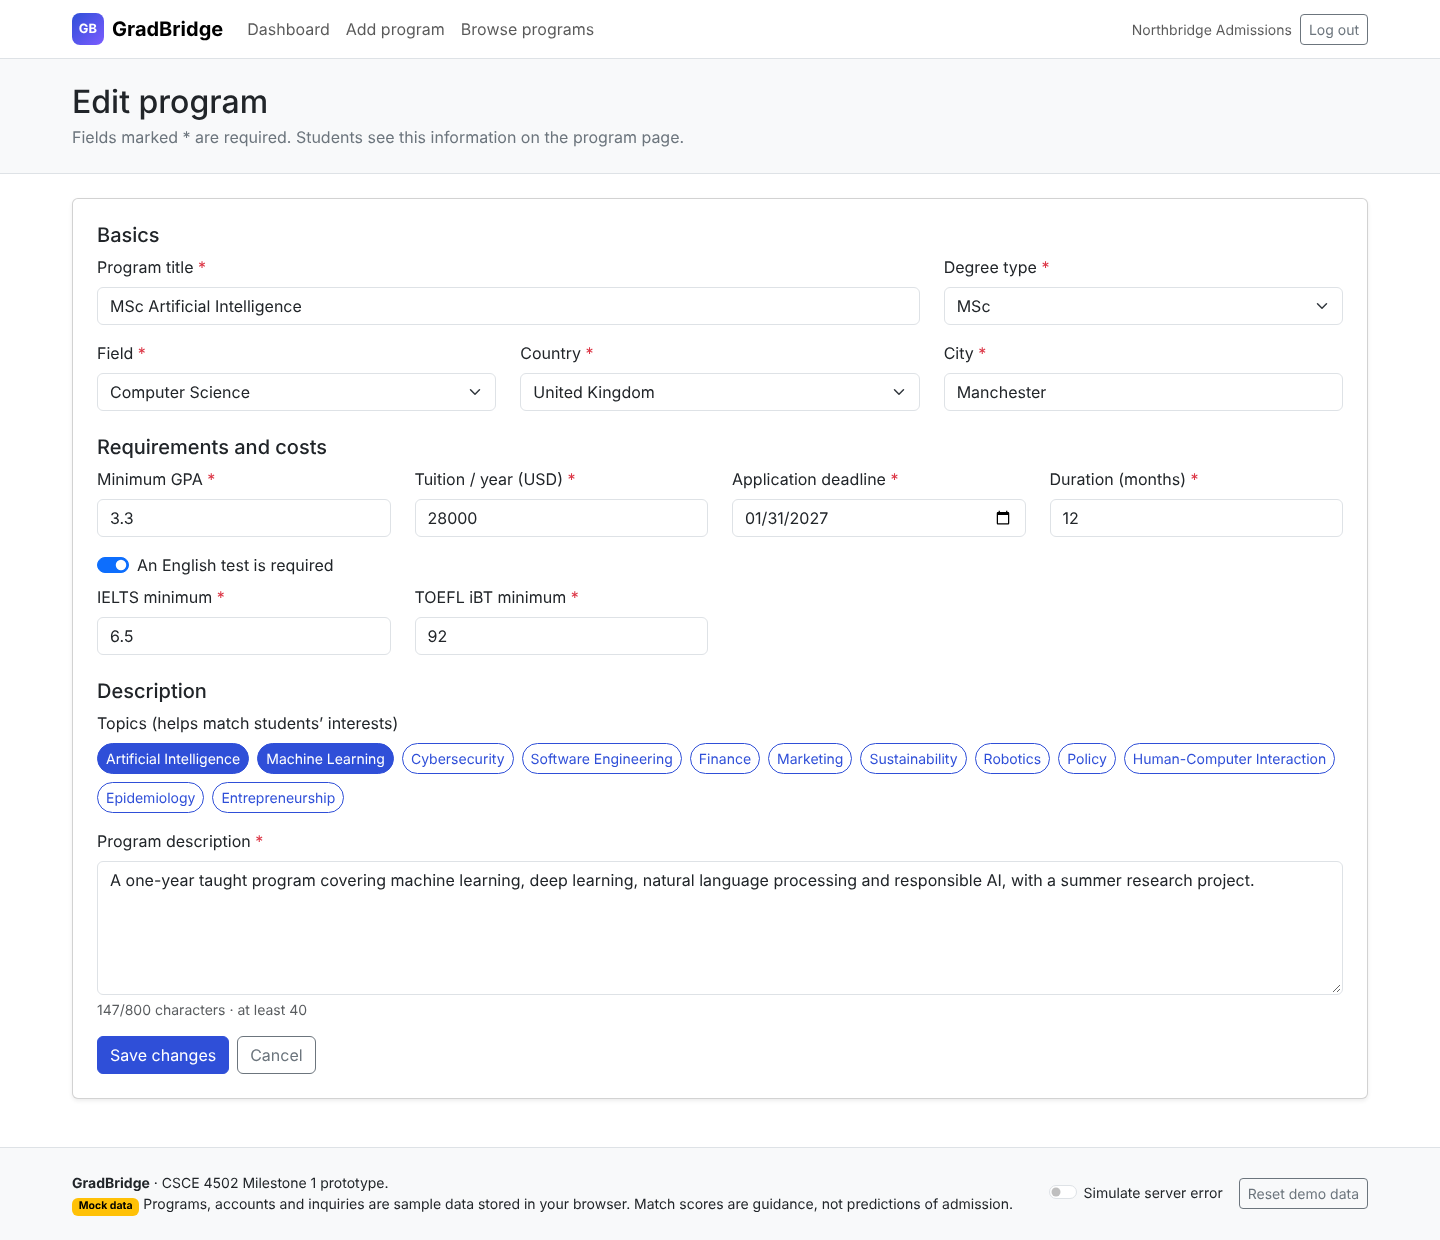 GB GradBridge Dashboard Add program Browse programs Northbridge Admissions Log out
Edit program
Fields marked * are required. Students see this information on the program page.
Basics
Program title * Degree type *
MSc Artificial Intelligence MSc
Field * Country * City *
Computer Science United Kingdom Manchester
Requirements and costs
Minimum GPA * Tuition / year (USD) * Application deadline * Duration (months) *
3.3 28000 01/31/2027 12
An English test is required
IELTS minimum * TOEFL iBT minimum *
6.5 92
Description
Topics (helps match students’ interests)
Artificial Intelligence Machine Learning Cybersecurity Software Engineering Finance Marketing Sustainability Robotics Policy Human-Computer Interaction
Epidemiology Entrepreneurship
Program description *
A one-year taught program covering machine learning, deep learning, natural language processing and responsible AI, with a summer research project.
147/800 characters · at least 40
Save changes Cancel
GradBridge · CSCE 4502 Milestone 1 prototype.
Mock data Programs, accounts and inquiries are sample data stored in your browser. Match scores are guidance, not predictions of admission.
Simulate server error Reset demo data